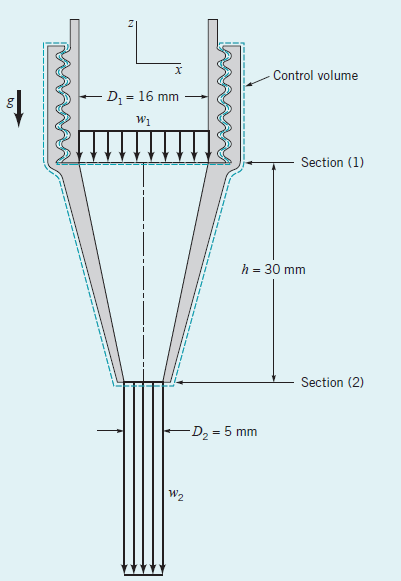 z
x
g
Control volume
D₁ = 16 mm
w₁
Section (1)
h = 30 mm
Section (2)
D₂ = 5 mm
w₂